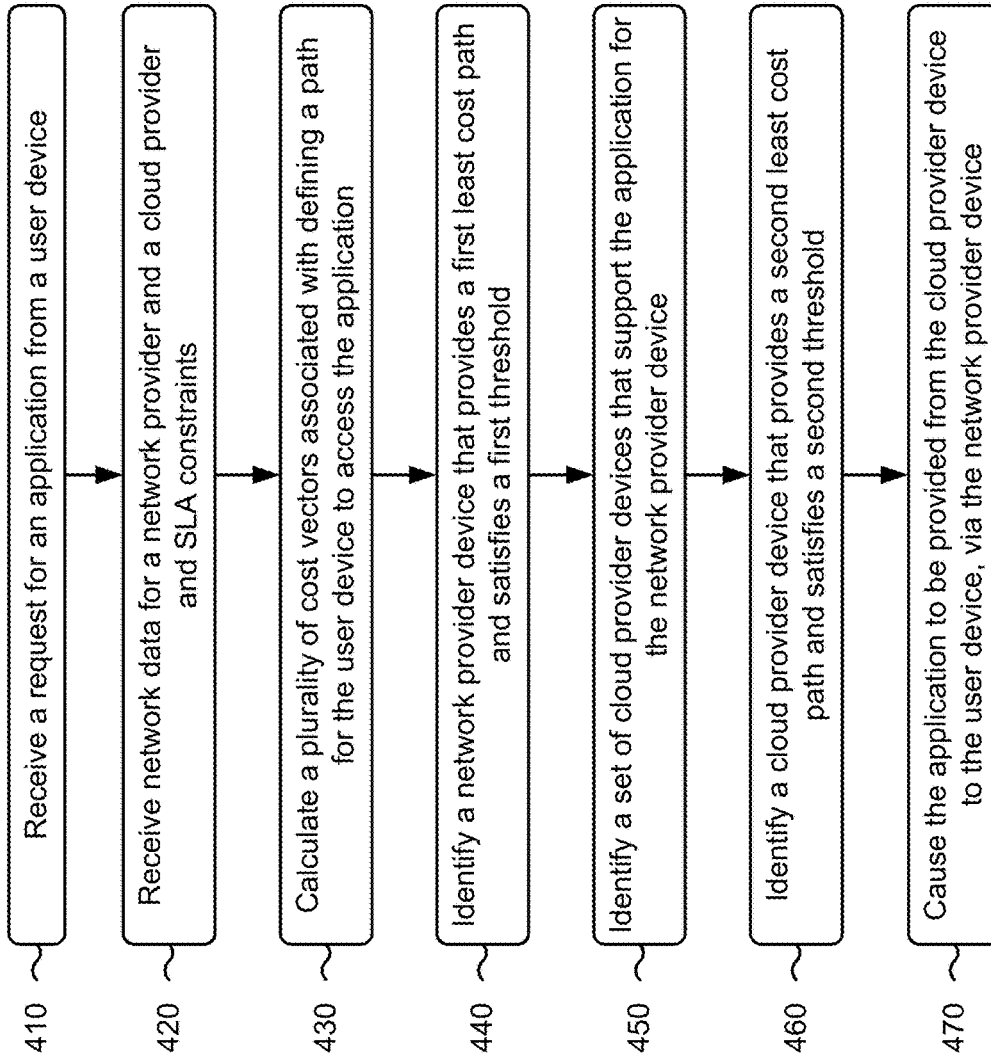 410
Receive a request for an application from a user device
420
Receive network data for a network provider and a cloud provider
and SLA constraints
430
Calculate a plurality of cost vectors associated with defining a path
for the user device to access the application
440
Identify a network provider device that provides a first least cost path
and satisfies a first threshold
450
Identify a set of cloud provider devices that support the application for
the network provider device
460
Identify a cloud provider device that provides a second least cost
path and satisfies a second threshold
470
Cause the application to be provided from the cloud provider device
to the user device, via the network provider device